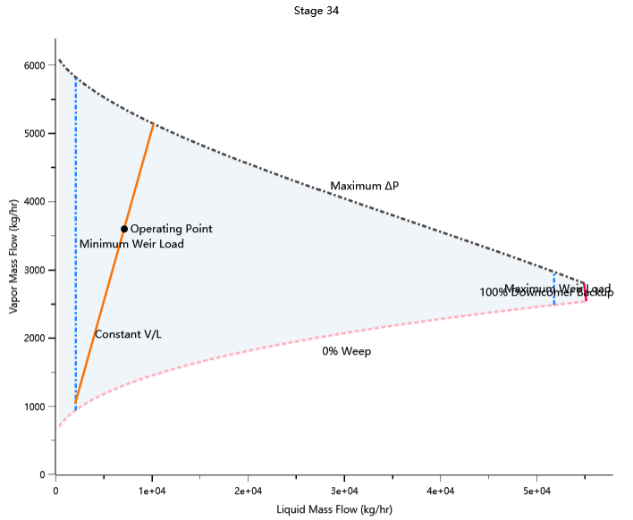 Stage 34
6000
5000
4000
3000
2000
1000
0
Vapor Mass Flow (kg/hr)
Maximum ΔP
Operating Point
Minimum Weir Load
Maximum Weir Load
100% Downcomer Backup
Constant V/L
0% Weep
0
1e+04
2e+04
3e+04
4e+04
5e+04
Liquid Mass Flow (kg/hr)